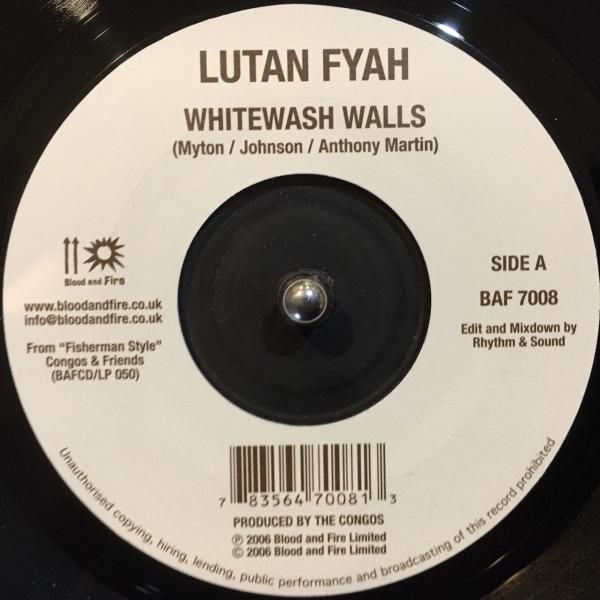 LUTAN FYAH
WHITEWASH WALLS
(Myton / Johnson / Anthony Martin)
Blood and Fire
www.bloodandfire.co.uk
info@bloodandfire.co.uk
From "Fisherman Style"
Congos & Friends
(BAFCD/LP 050)
SIDE A
BAF 7008
Edit and Mixdown by
Rhythm & Sound
7 83564 70081 3
PRODUCED BY THE CONGOS
℗ 2006 Blood and Fire Limited
© 2006 Blood and Fire Limited
Unauthorised copying, hiring, lending, public performance and broadcasting of this record prohibited